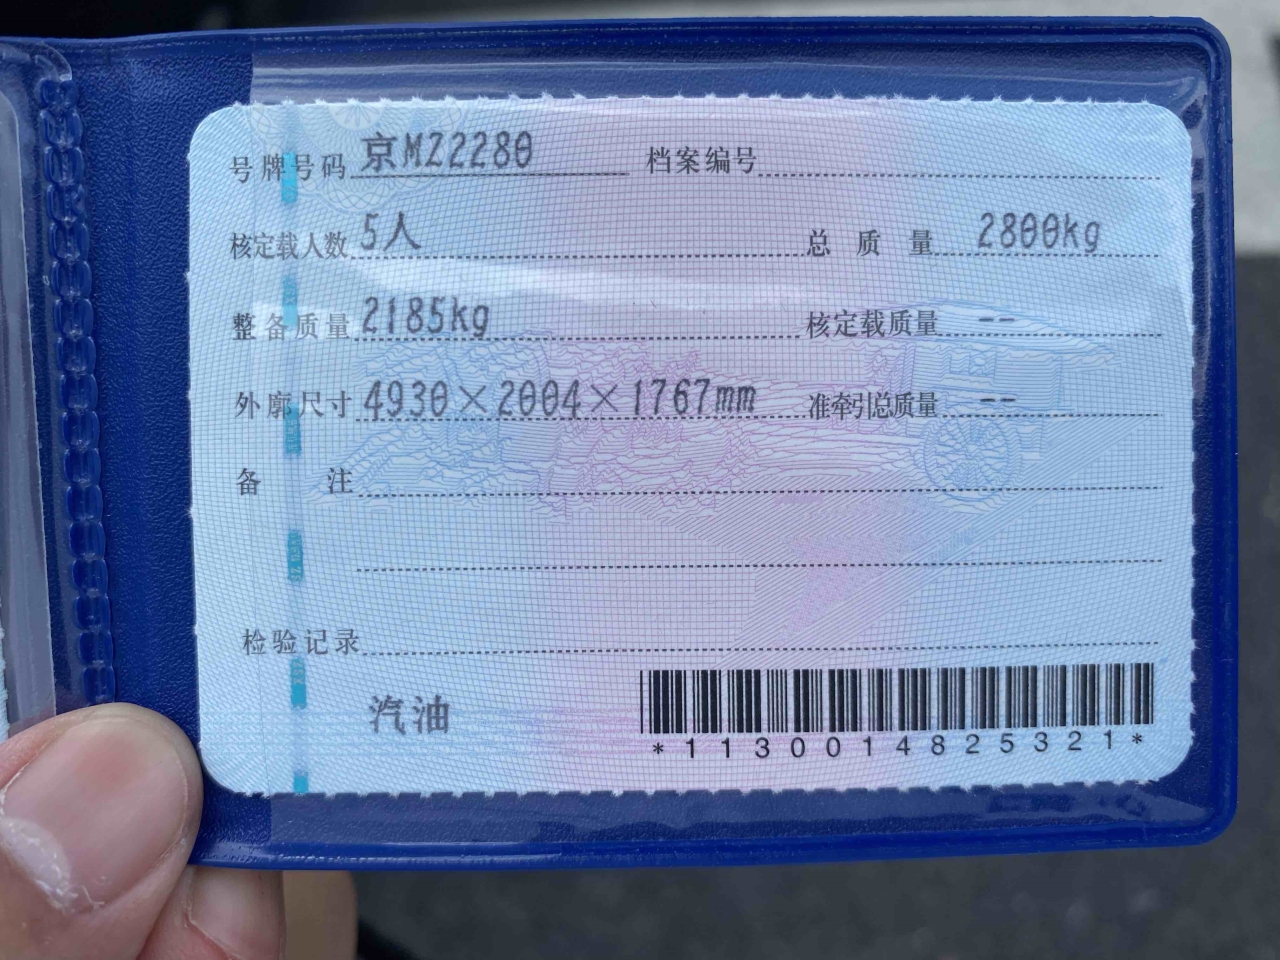 号牌号码 京MZ2280 档案编号
核定载人数 5人 总质量 2800kg
整备质量 2185kg 核定载质量 --
外廓尺寸 4930×2004×1767mm 准牵引总质量 --
备注
检验记录
汽油
*1130014825321*